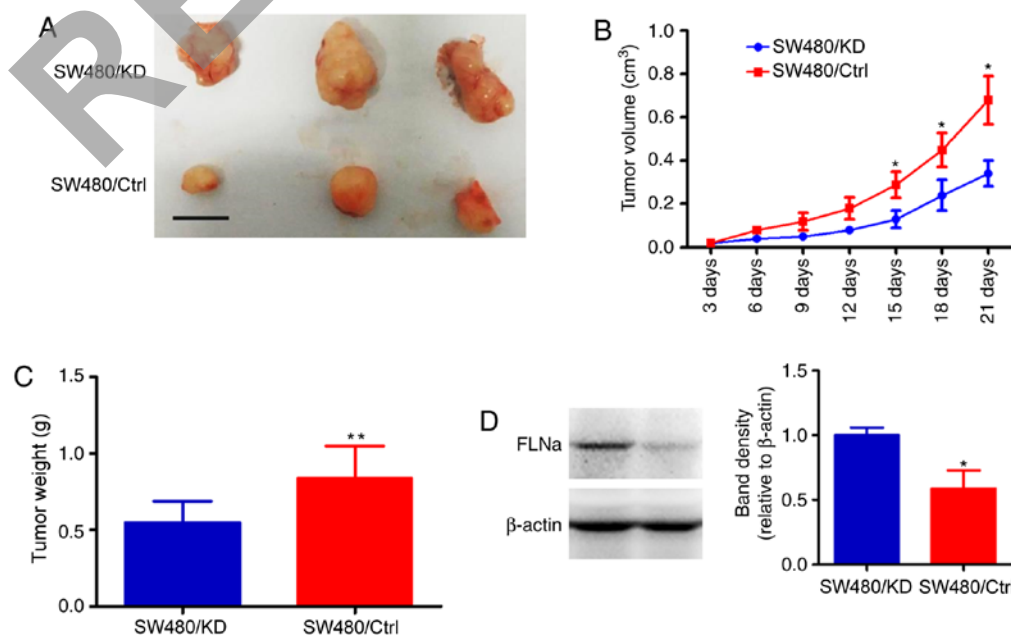 A
SW480/KD
SW480/Ctrl
B
Tumor volume (cm³)
1.0
0.8
0.6
0.4
0.2
0.0
SW480/KD
SW480/Ctrl
*
*
*
3 days
6 days
9 days
12 days
15 days
18 days
21 days
C
Tumor weight (g)
1.5
1.0
0.5
0.0
**
SW480/KD
SW480/Ctrl
D
FLNa
β-actin
Band density
(relative to β-actin)
1.5
1.0
0.5
0.0
*
SW480/KD
SW480/Ctr